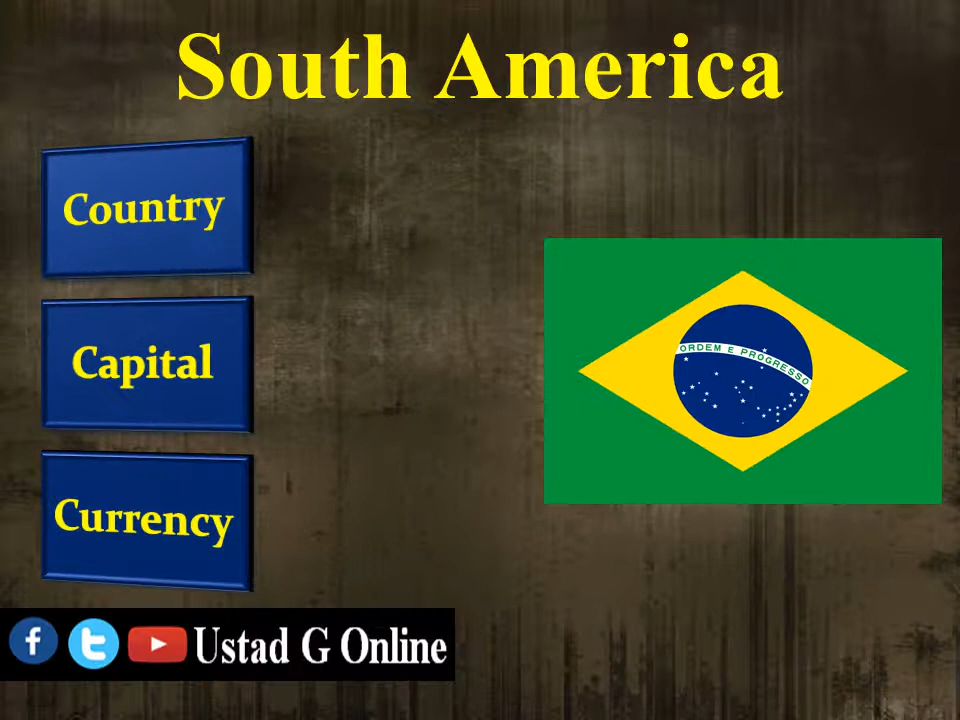 South America
Country
Capital
Currency
ORDEM E PROGRESSO
Ustad G Online